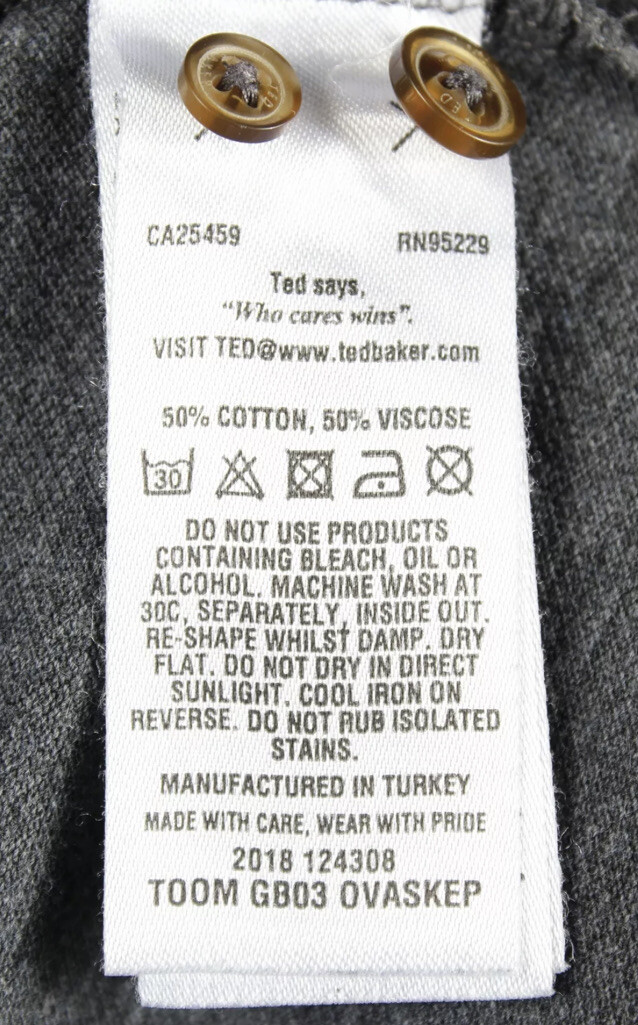 CA25459 RN95229
Ted says,
"Who cares wins".
VISIT TED@www.tedbaker.com
50% COTTON, 50% VISCOSE
30
DO NOT USE PRODUCTS
CONTAINING BLEACH, OIL OR
ALCOHOL. MACHINE WASH AT
30C, SEPARATELY, INSIDE OUT.
RE-SHAPE WHILST DAMP. DRY
FLAT. DO NOT DRY IN DIRECT
SUNLIGHT. COOL IRON ON
REVERSE. DO NOT RUB ISOLATED
STAINS.
MANUFACTURED IN TURKEY
MADE WITH CARE, WEAR WITH PRIDE
2018 124308
TOOM GB03 OVASKEP